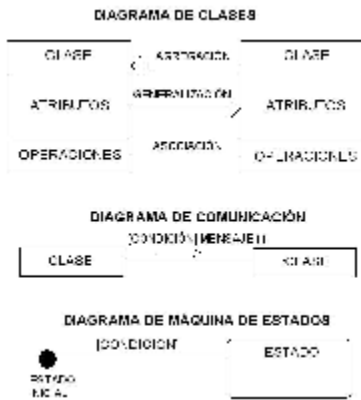 DIAGRAMA DE CLASES
CLASE AGREGACIÓN CLASE
GENERALIZACIÓN
ATRIBUTOS ATRIBUTOS
ASOCIACIÓN
OPERACIONES OPERACIONES
DIAGRAMA DE COMUNICACIÓN
[CONDICIÓN] MENSAJE ( )
CLASE :CLASE
DIAGRAMA DE MÁQUINA DE ESTADOS
[CONDICION]
ESTADO
ESTADO
INICIAL